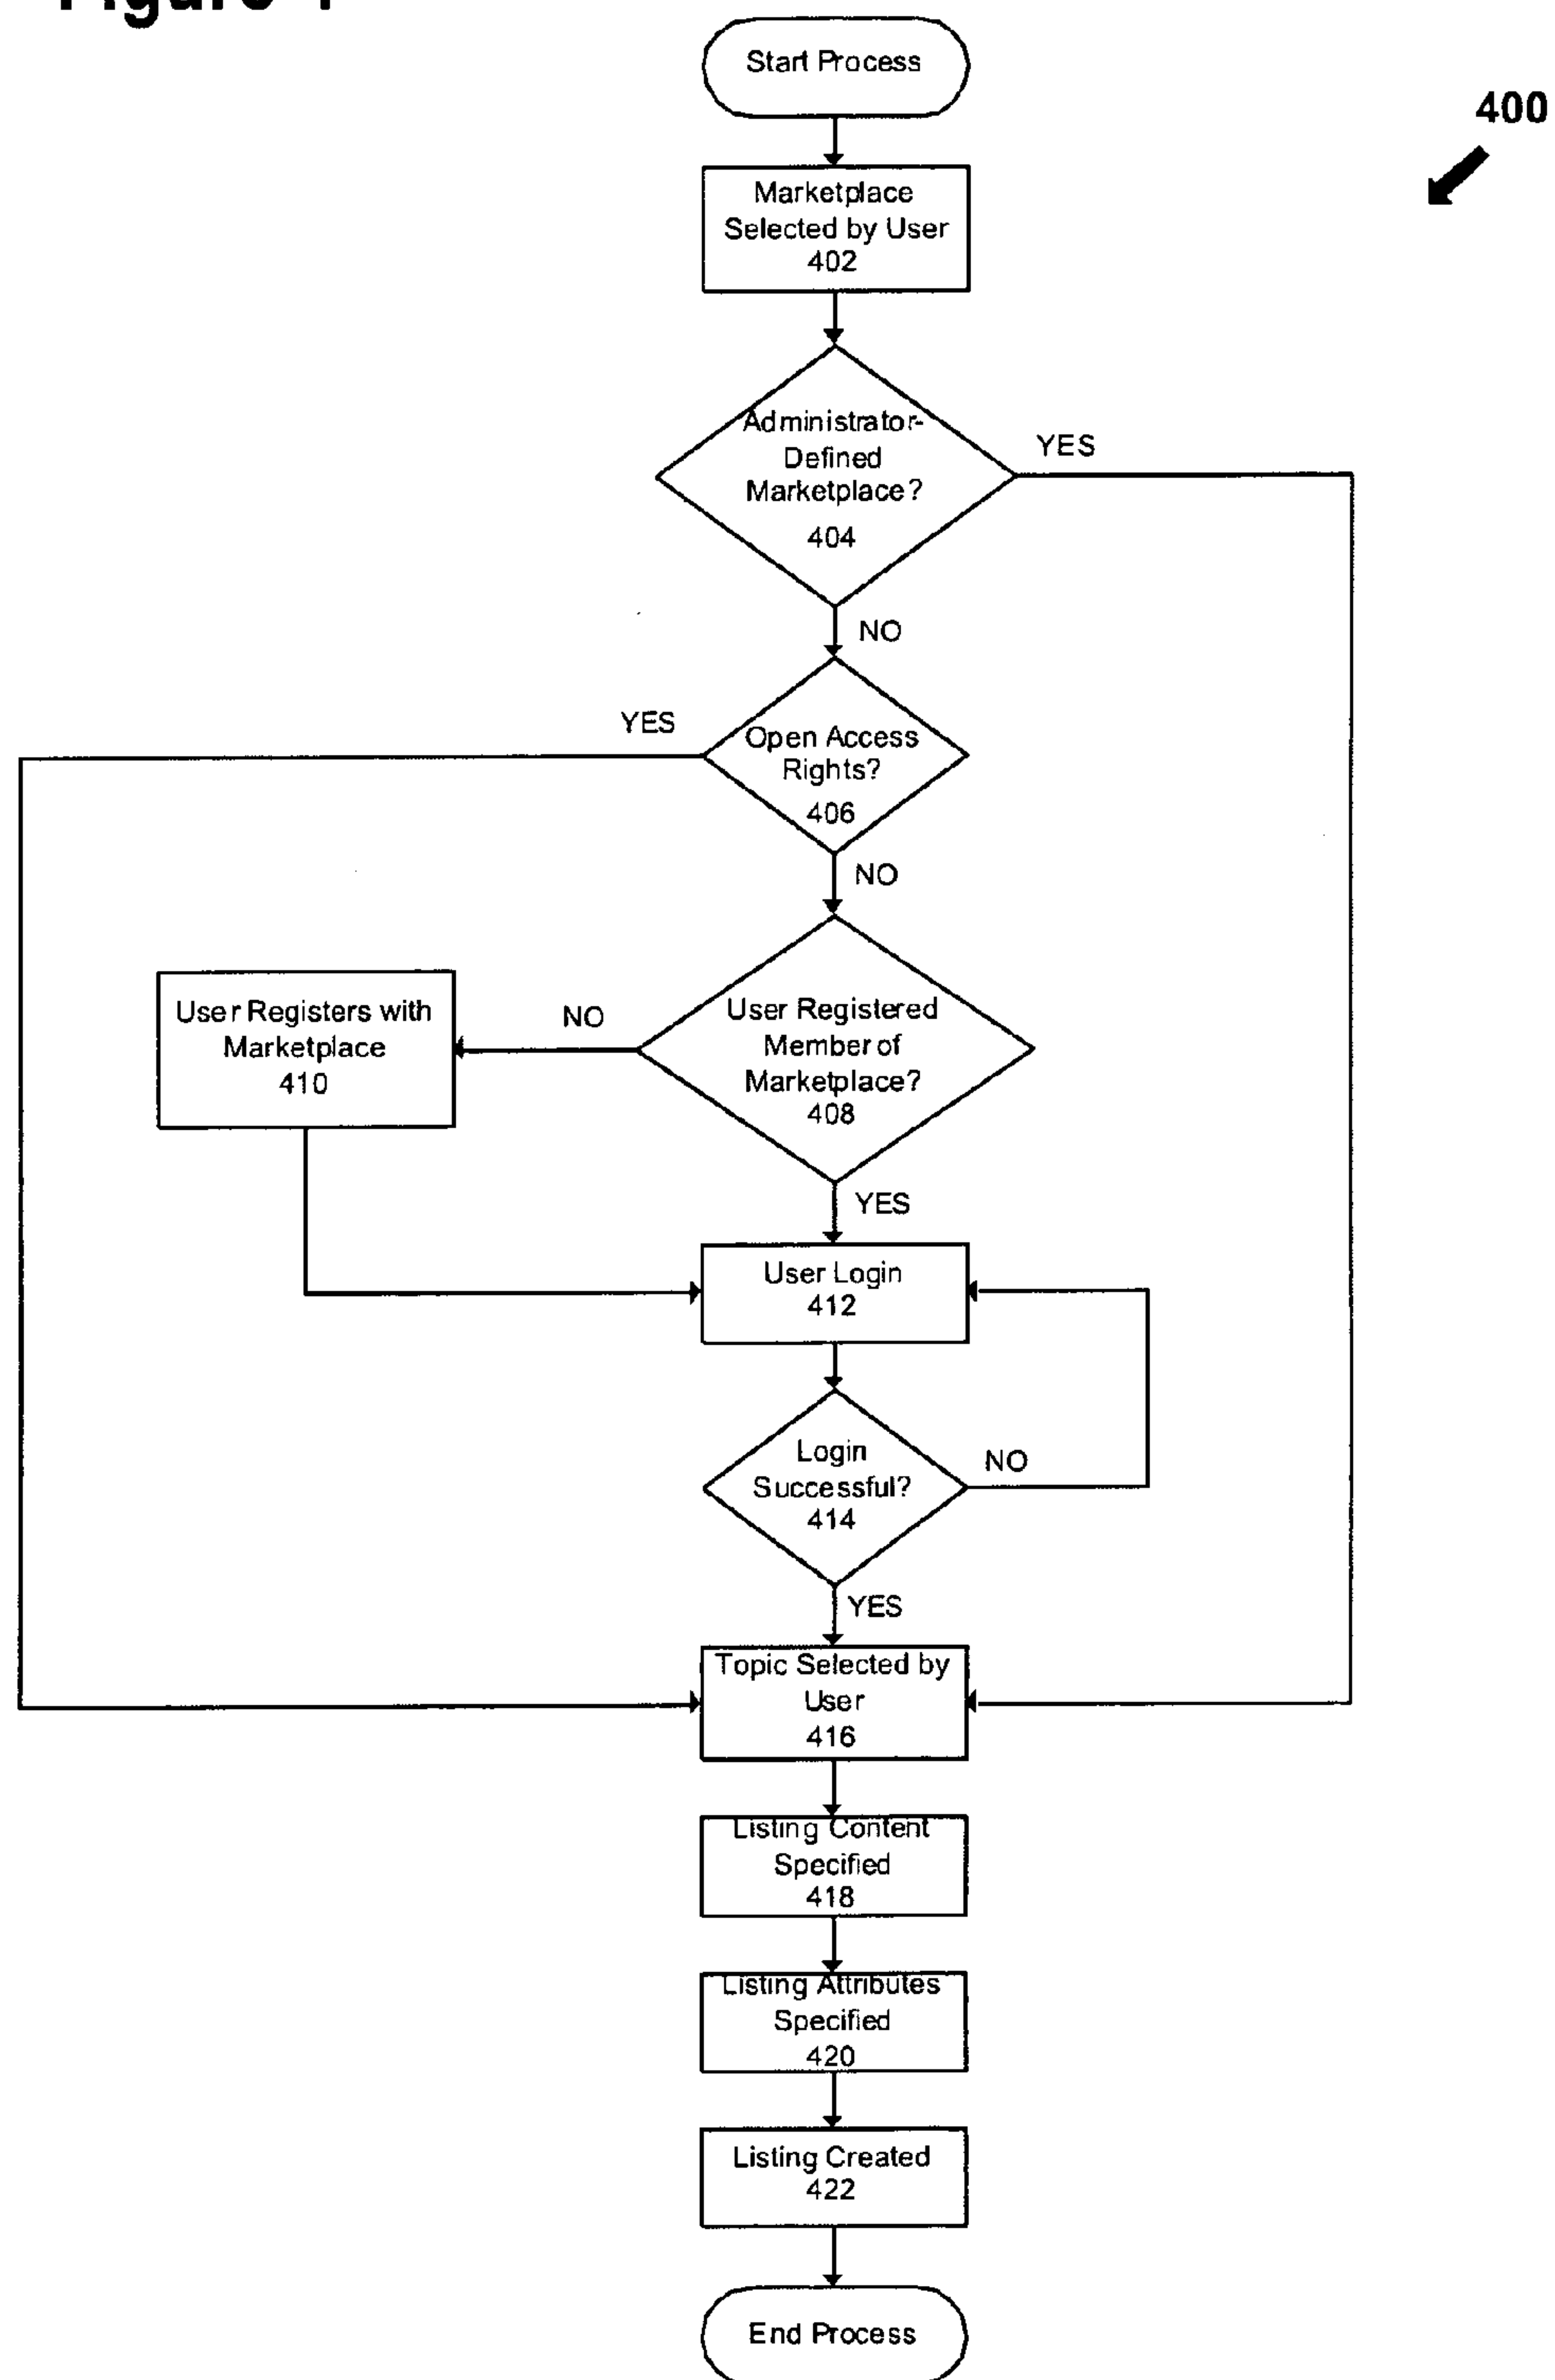 Figure 4
Start Process
400
Marketplace
Selected by User
402
Administrator-
Defined
Marketplace?
404
YES
NO
YES
Open Access
Rights?
406
NO
User Registers with
Marketplace
410
NO
User Registered
Member of
Marketplace?
408
YES
User Login
412
Login
Successful?
414
NO
YES
Topic Selected by
User
416
Listing Content
Specified
418
Listing Attributes
Specified
420
Listing Created
422
End Process